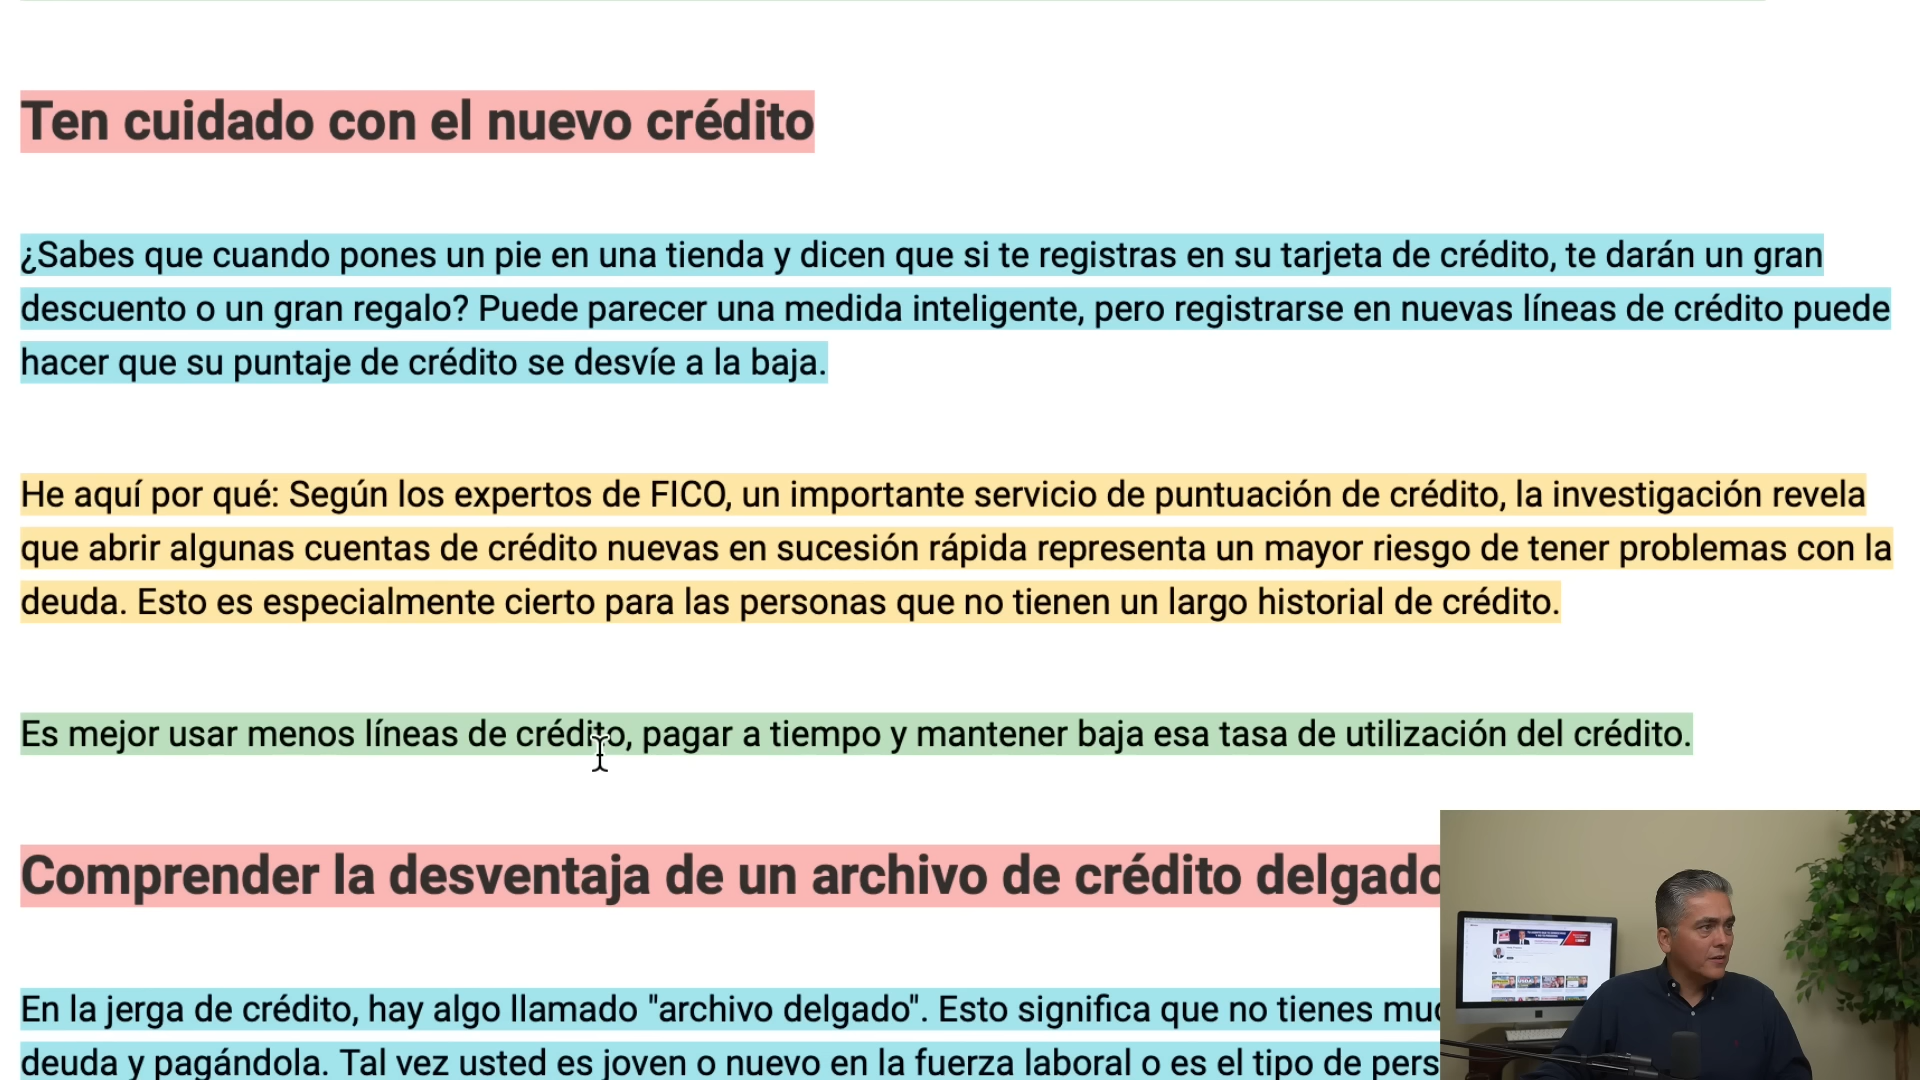 Ten cuidado con el nuevo crédito
¿Sabes que cuando pones un pie en una tienda y dicen que si te registras en su tarjeta de crédito, te darán un gran
descuento o un gran regalo? Puede parecer una medida inteligente, pero registrarse en nuevas líneas de crédito puede
hacer que su puntaje de crédito se desvíe a la baja.
He aquí por qué: Según los expertos de FICO, un importante servicio de puntuación de crédito, la investigación revela
que abrir algunas cuentas de crédito nuevas en sucesión rápida representa un mayor riesgo de tener problemas con la
deuda. Esto es especialmente cierto para las personas que no tienen un largo historial de crédito.
Es mejor usar menos líneas de crédito, pagar a tiempo y mantener baja esa tasa de utilización del crédito.
Comprender la desventaja de un archivo de crédito delgado
En la jerga de crédito, hay algo llamado "archivo delgado". Esto significa que no tienes
deuda y pagándola. Tal vez usted es joven o nuevo en la fuerza laboral o es el tipo de